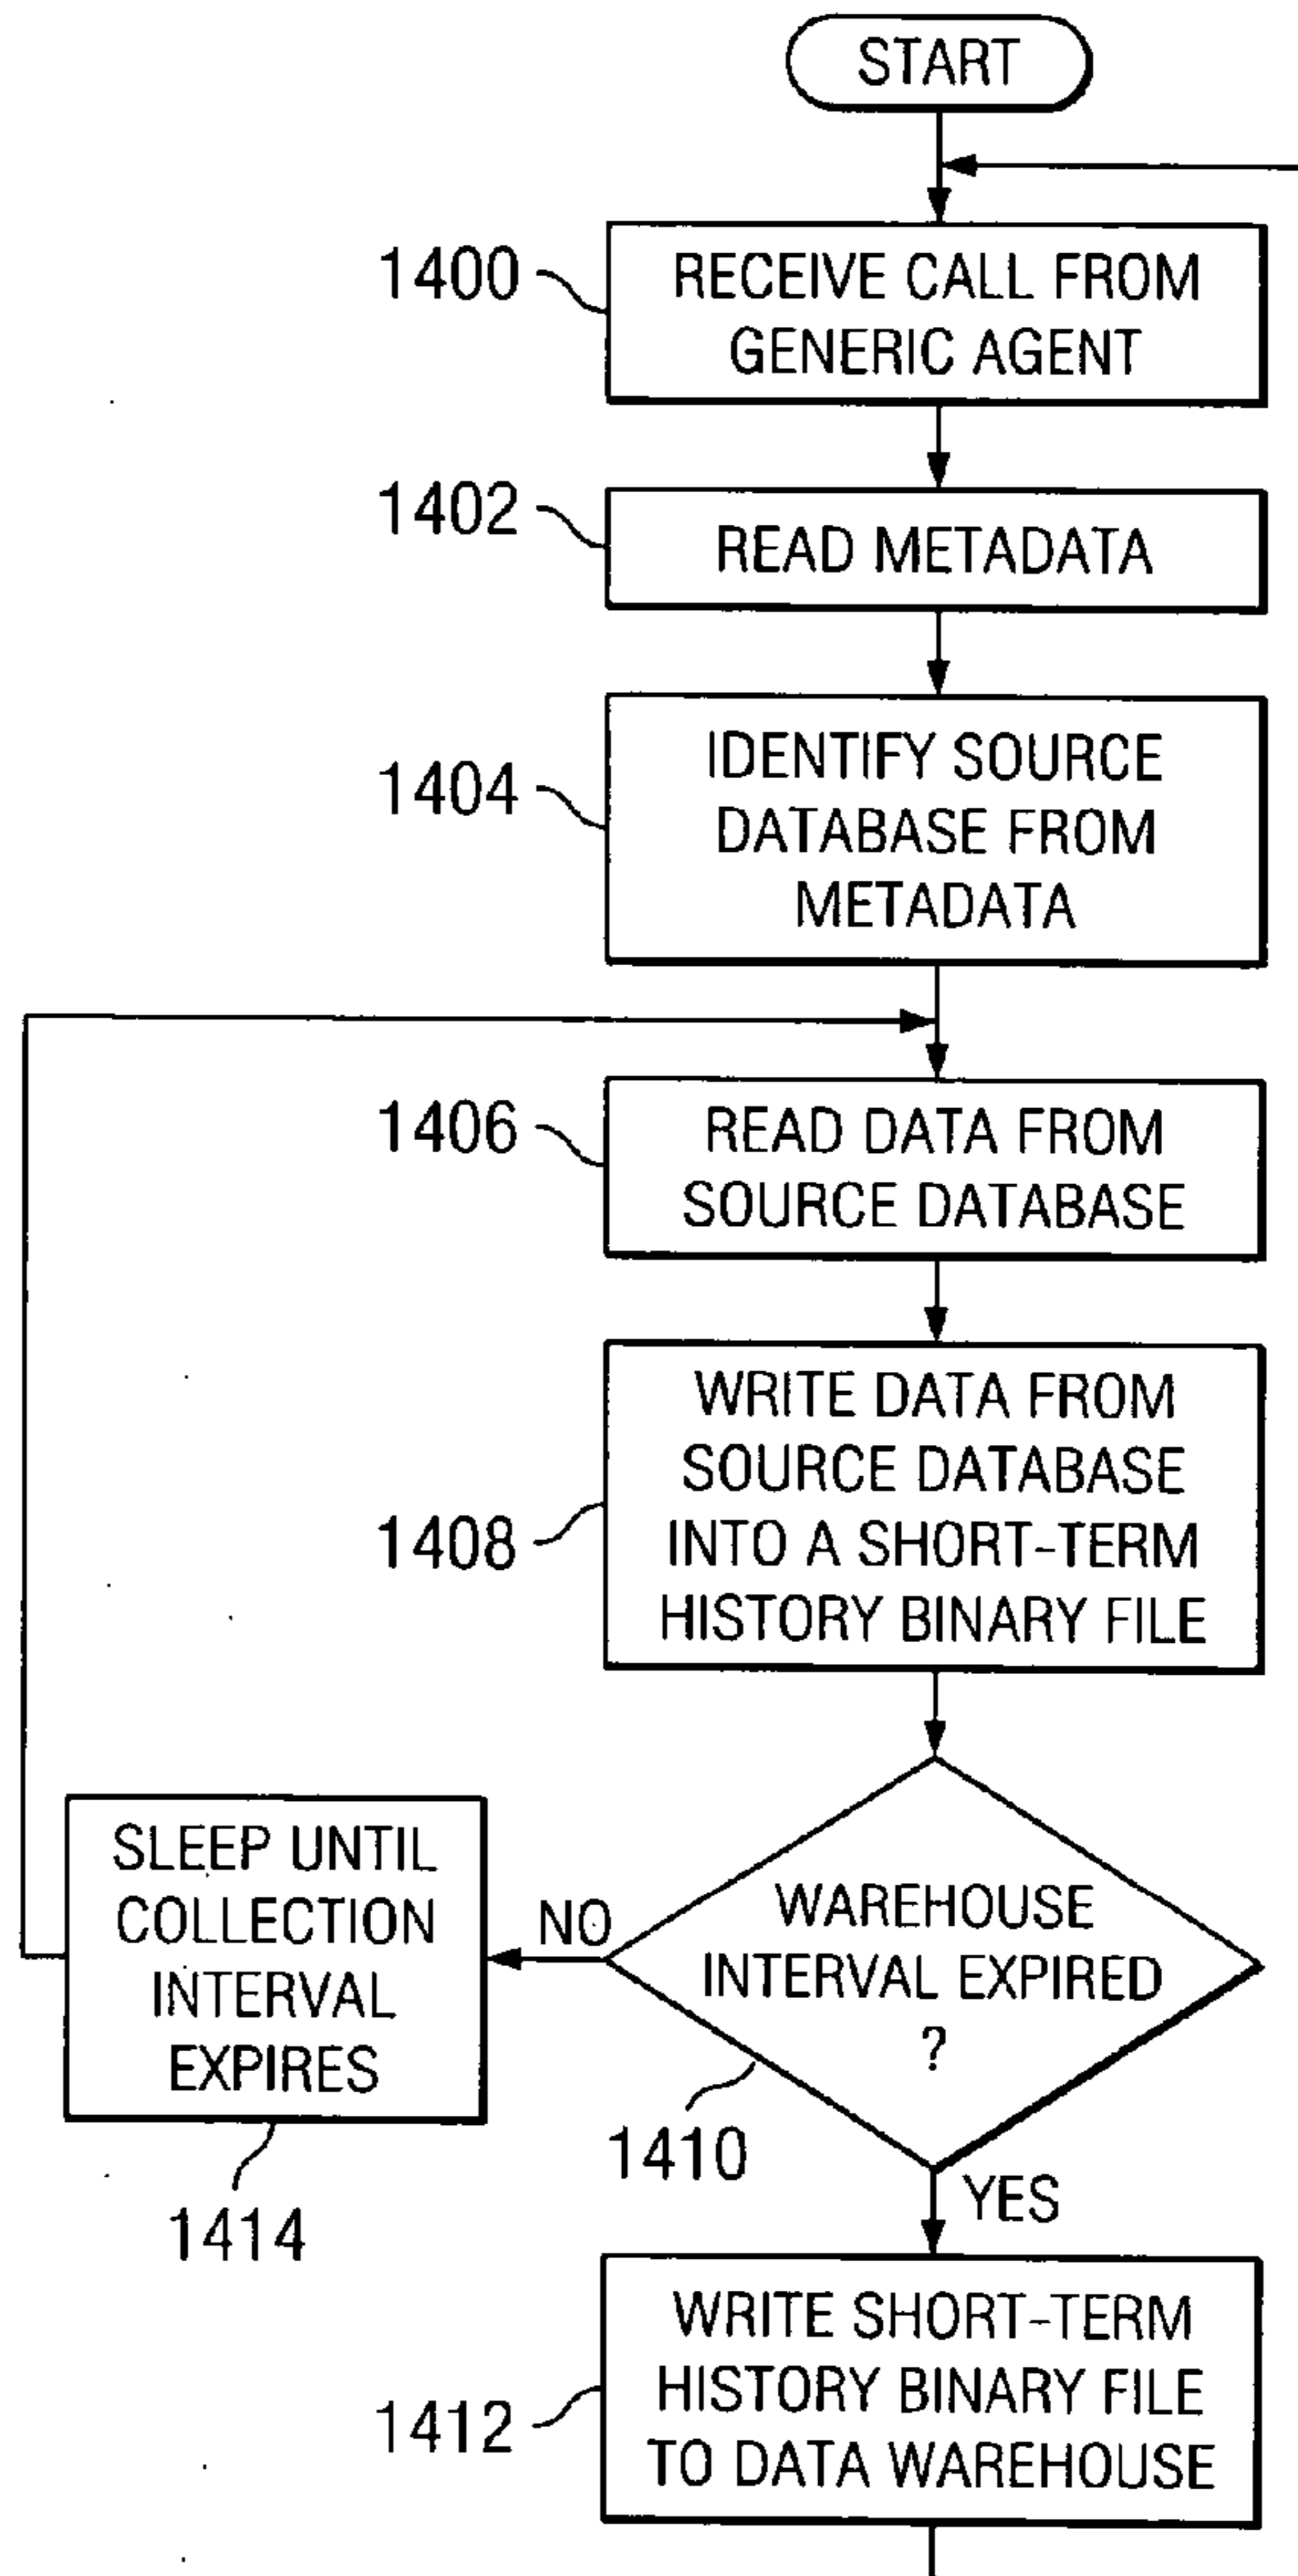 START
1400
RECEIVE CALL FROM
GENERIC AGENT
1402
READ METADATA
1404
IDENTIFY SOURCE
DATABASE FROM
METADATA
1406
READ DATA FROM
SOURCE DATABASE
1408
WRITE DATA FROM
SOURCE DATABASE
INTO A SHORT-TERM
HISTORY BINARY FILE
WAREHOUSE
INTERVAL EXPIRED
?
1410
NO
SLEEP UNTIL
COLLECTION
INTERVAL
EXPIRES
1414
YES
1412
WRITE SHORT-TERM
HISTORY BINARY FILE
TO DATA WAREHOUSE